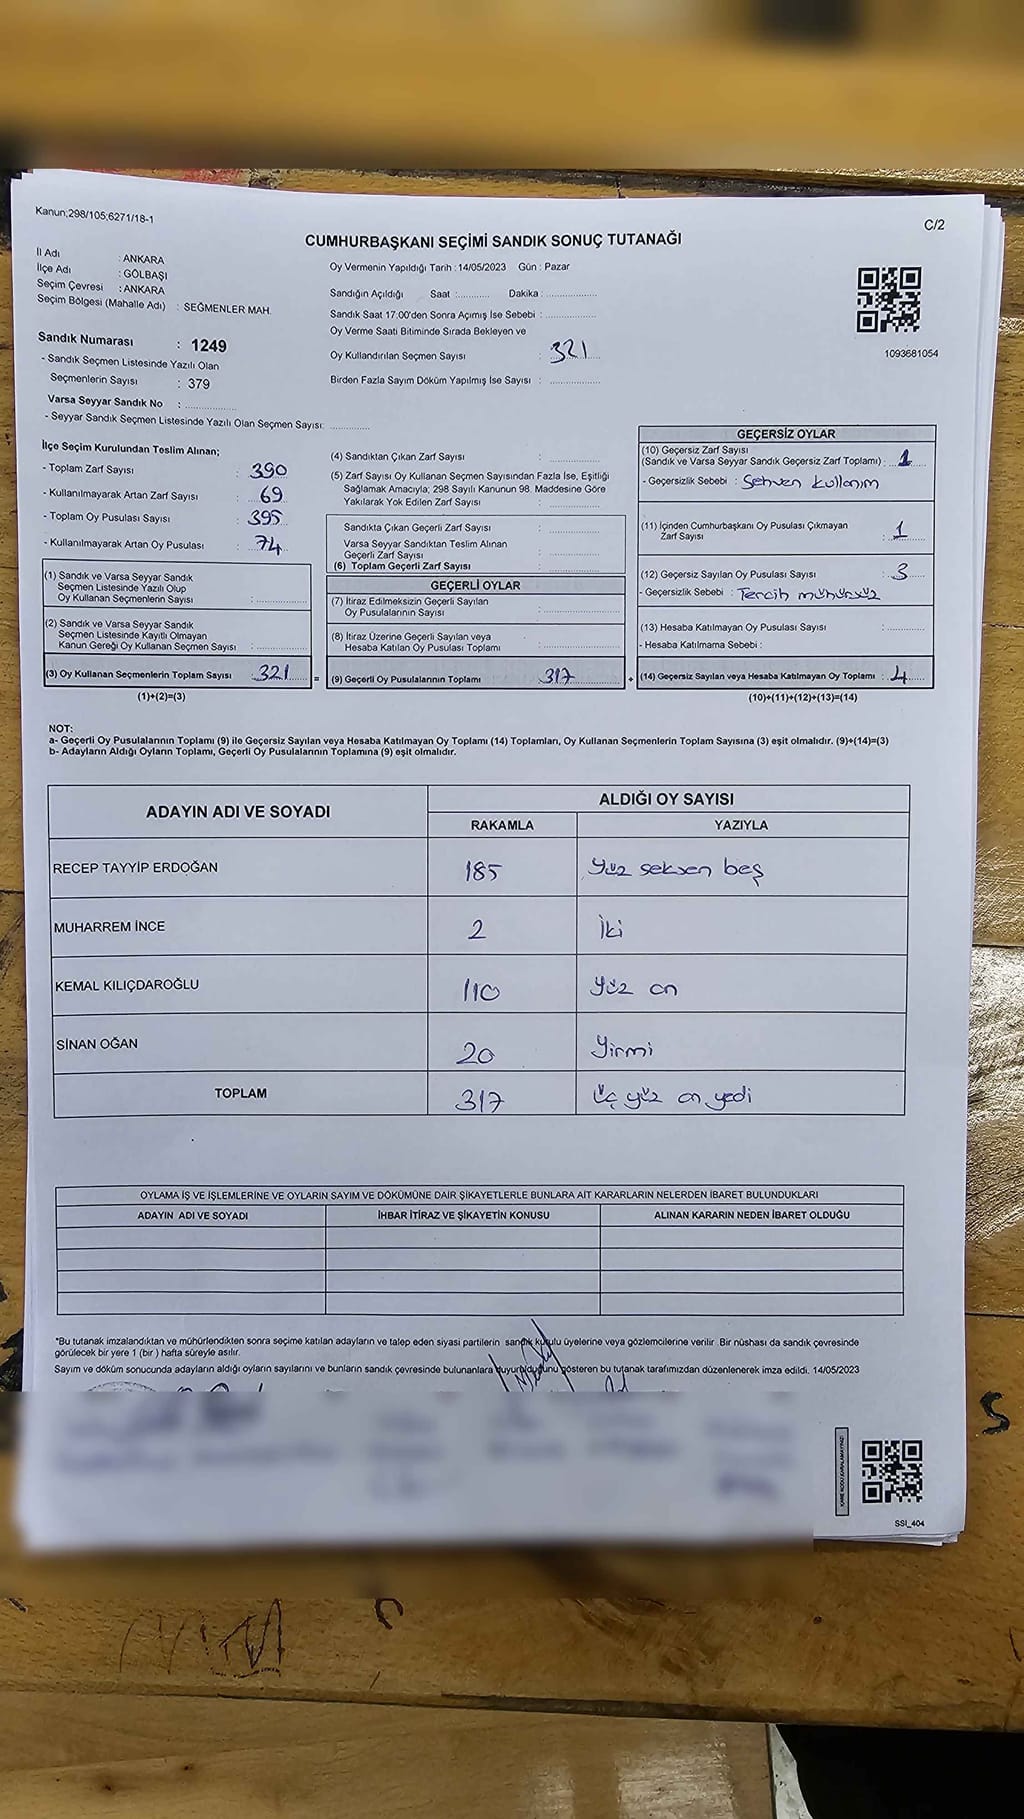 Kanun;298/105;6271/18-1
C/2
CUMHURBAŞKANI SEÇİMİ SANDIK SONUÇ TUTANAĞI
İl Adı : ANKARA
İlçe Adı : GÖLBAŞI
Seçim Çevresi : ANKARA
Seçim Bölgesi (Mahalle Adı) : SEĞMENLER MAH.
Sandık Numarası : 1249
- Sandık Seçmen Listesinde Yazılı Olan
Seçmenlerin Sayısı : 379
Varsa Seyyar Sandık No : ..............
- Seyyar Sandık Seçmen Listesinde Yazılı Olan Seçmen Sayısı: ..............
Oy Vermenin Yapıldığı Tarih : 14/05/2023 Gün : Pazar
Sandığın Açıldığı Saat :............ Dakika : ..................
Sandık Saat 17.00'den Sonra Açımış İse Sebebi : ..................
Oy Verme Saati Bitiminde Sırada Bekleyen ve
Oy Kullandırılan Seçmen Sayısı : 321
Birden Fazla Sayım Döküm Yapılmış İse Sayısı : ..................
1093681054
İlçe Seçim Kurulundan Teslim Alınan;
- Toplam Zarf Sayısı : 390
- Kullanılmayarak Artan Zarf Sayısı : 69
- Toplam Oy Pusulası Sayısı : 395
- Kullanılmayarak Artan Oy Pusulası : 74
(1) Sandık ve Varsa Seyyar Sandık
Seçmen Listesinde Yazılı Olup
Oy Kullanan Seçmenlerin Sayısı : ..................
(2) Sandık ve Varsa Seyyar Sandık
Seçmen Listesinde Kayıtlı Olmayan
Kanun Gereği Oy Kullanan Seçmen Sayısı : ..................
(3) Oy Kullanan Seçmenlerin Toplam Sayısı : 321
(1)+(2)=(3)
=
(4) Sandıktan Çıkan Zarf Sayısı : ..................
(5) Zarf Sayısı Oy Kullanan Seçmen Sayısından Fazla İse, Eşitliği
Sağlamak Amacıyla; 298 Sayılı Kanunun 98. Maddesine Göre
Yakılarak Yok Edilen Zarf Sayısı : ..................
Sandıkta Çıkan Geçerli Zarf Sayısı : ..................
Varsa Seyyar Sandıktan Teslim Alınan
Geçerli Zarf Sayısı : ..................
(6) Toplam Geçerli Zarf Sayısı : ..................
GEÇERLİ OYLAR
(7) İtiraz Edilmeksizin Geçerli Sayılan
Oy Pusulalarının Sayısı : ..................
(8) İtiraz Üzerine Geçerli Sayılan veya
Hesaba Katılan Oy Pusulası Toplamı : ..................
(9) Geçerli Oy Pusulalarının Toplamı : 317
+
GEÇERSİZ OYLAR
(10) Geçersiz Zarf Sayısı
(Sandık ve Varsa Seyyar Sandık Geçersiz Zarf Toplamı) : 1
- Geçersizlik Sebebi : Sehven kullanım
(11) İçinden Cumhurbaşkanı Oy Pusulası Çıkmayan
Zarf Sayısı : 1
(12) Geçersiz Sayılan Oy Pusulası Sayısı : 3
- Geçersizlik Sebebi : Tercih mühürsüz
(13) Hesaba Katılmayan Oy Pusulası Sayısı : ..............
- Hesaba Katılmama Sebebi :
(14) Geçersiz Sayılan veya Hesaba Katılmayan Oy Toplamı : 4
(10)+(11)+(12)+(13)=(14)
NOT:
a- Geçerli Oy Pusulalarının Toplamı (9) ile Geçersiz Sayılan veya Hesaba Katılmayan Oy Toplamı (14) Toplamları, Oy Kullanan Seçmenlerin Toplam Sayısına (3) eşit olmalıdır. (9)+(14)=(3)
b- Adayların Aldığı Oyların Toplamı, Geçerli Oy Pusulalarının Toplamına (9) eşit olmalıdır.
ADAYIN ADI VE SOYADI ALDIĞI OY SAYISI
RAKAMLA YAZIYLA
RECEP TAYYİP ERDOĞAN 185 Yüz seksen beş
MUHARREM İNCE 2 İki
KEMAL KILIÇDAROĞLU 110 Yüz on
SİNAN OĞAN 20 Yirmi
TOPLAM 317 Üç yüz on yedi
OYLAMA İŞ VE İŞLEMLERİNE VE OYLARIN SAYIM VE DÖKÜMÜNE DAİR ŞİKAYETLERLE BUNLARA AİT KARARLARIN NELERDEN İBARET BULUNDUKLARI
ADAYIN ADI VE SOYADI İHBAR İTİRAZ VE ŞİKAYETİN KONUSU ALINAN KARARIN NEDEN İBARET OLDUĞU
*Bu tutanak imzalandıktan ve mühürlendikten sonra seçime katılan adayların ve talep eden siyasi partilerin sandık kurulu üyelerine veya gözlemcilerine verilir .Bir nüshası da sandık çevresinde
görülecek bir yere 1 (bir ) hafta süreyle asılır.
Sayım ve döküm sonucunda adayların aldığı oyların sayılarını ve bunların sandık çevresinde bulunanlara duyurulduğunu gösteren bu tutanak tarafımızdan düzenlenerek imza edildi. 14/05/2023
SSI_404